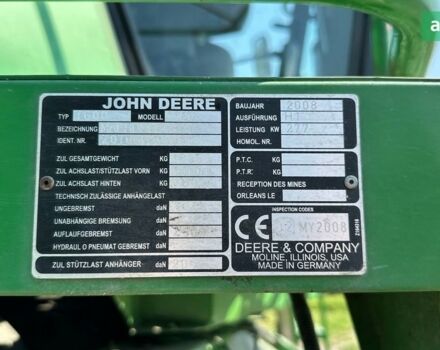 JOHN DEERE
TYP
MODELL
BEZEICHNUNG
IDENT. NR.
ZUL GESAMTGEWICHT KG
ZUL ACHSLAST/STÜTZLAST VORN KG
ZUL ACHSLAST HINTEN KG
TECHNISCH ZULÄSSIGE ANHÄNGELAST
UNGEBREMST daN
UNABHÄNGIGE BREMSUNG daN
AUFLAUFGEBREMST daN
HYDRAUL O PNEUMAT GEBREMST daN
ZUL STÜTZLAST ANHÄNGER daN
BAUJAHR 2008
AUSFÜHRUNG
LEISTUNG KW 277
HOMOL. NR.
P.T.C. KG
P.T.R. KG
RECEPTION DES MINES
ORLEANS LE
CE
INSPECTION CODES
MY2008
DEERE & COMPANY
MOLINE, ILLINOIS, USA
MADE IN GERMANY